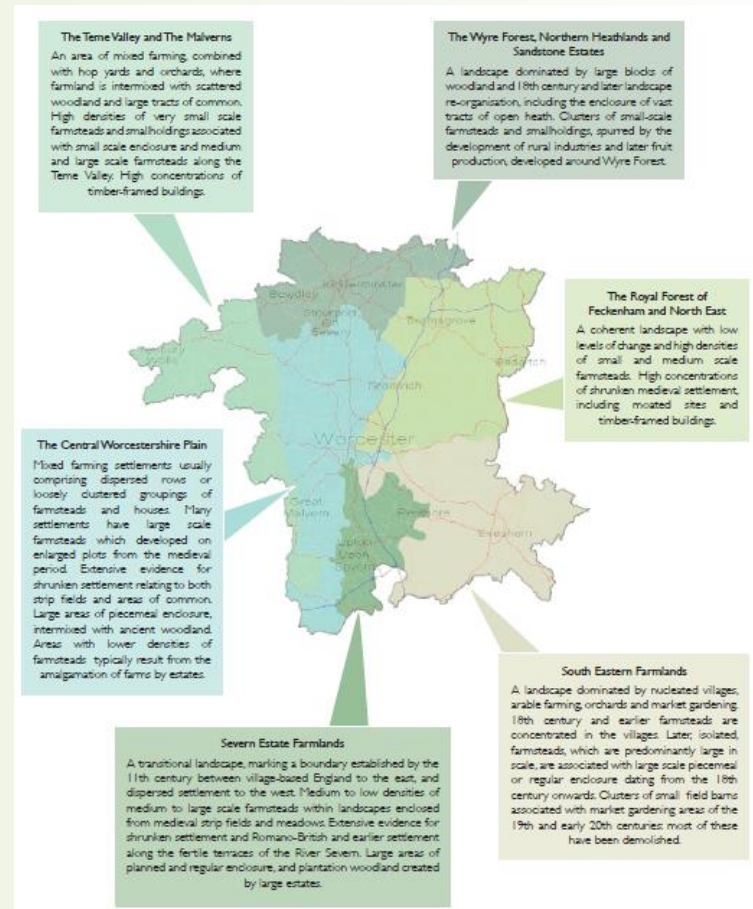 The Teme Valley and The Malverns
An area of mixed farming, combined
with hop yards and orchards, where
farmland is intermixed with scattered
woodland and large tracts of common.
High densities of very small scale
farmsteads and smallholdings associated
with small scale enclosure and medium
and large scale farmsteads along the
Teme Valley. High concentrations of
timber-framed buildings.
The Wyre Forest, Northern Heathlands and
Sandstone Estates
A landscape dominated by large blocks of
woodland and 18th century and later landscape
re-organisation, including the enclosure of vast
tracts of open heath. Clusters of small-scale
farmsteads and smallholdings, spurred by the
development of rural industries and later fruit
production, developed around Wyre Forest.
Kidderminster
Bewdley
Stourport
On
Severn
Bromsgrove
Redditch
Tenbury
Wells
Droitwich
Worcester
Great
Malvern
Pershore
Evesham
Upton
Upon
Severn
The Royal Forest of
Feckenham and North East
A coherent landscape with low
levels of change and high densities
of small and medium scale
farmsteads. High concentrations
of shrunken medieval settlement,
including moated sites and
timber-framed buildings.
The Central Worcestershire Plain
Mixed farming settlements usually
comprising dispersed rows or
loosely clustered groupings of
farmsteads and houses. Many
settlements have large scale
farmsteads which developed on
enlarged plots from the medieval
period. Extensive evidence for
shrunken settlement relating to both
strip fields and areas of common.
Large areas of piecemeal enclosure,
intermixed with ancient woodland.
Areas with lower densities of
farmsteads typically result from the
amalgamation of farms by estates.
South Eastern Farmlands
A landscape dominated by nucleated villages,
arable farming, orchards and market gardening.
18th century and earlier farmsteads are
concentrated in the villages. Later, isolated,
farmsteads, which are predominantly large in
scale, are associated with large scale piecemeal
or regular enclosure dating from the 18th
century onwards. Clusters of small field barns
associated with market gardening areas of the
19th and early 20th centuries: most of these
have been demolished.
Severn Estate Farmlands
A transitional landscape, marking a boundary established by the
11th century between village-based England to the east, and
dispersed settlement to the west. Medium to low densities of
medium to large scale farmsteads within landscapes enclosed
from medieval strip fields and meadows. Extensive evidence for
shrunken settlement and Romano-British and earlier settlement
along the fertile terraces of the River Severn. Large areas of
planned and regular enclosure, and plantation woodland created
by large estates.